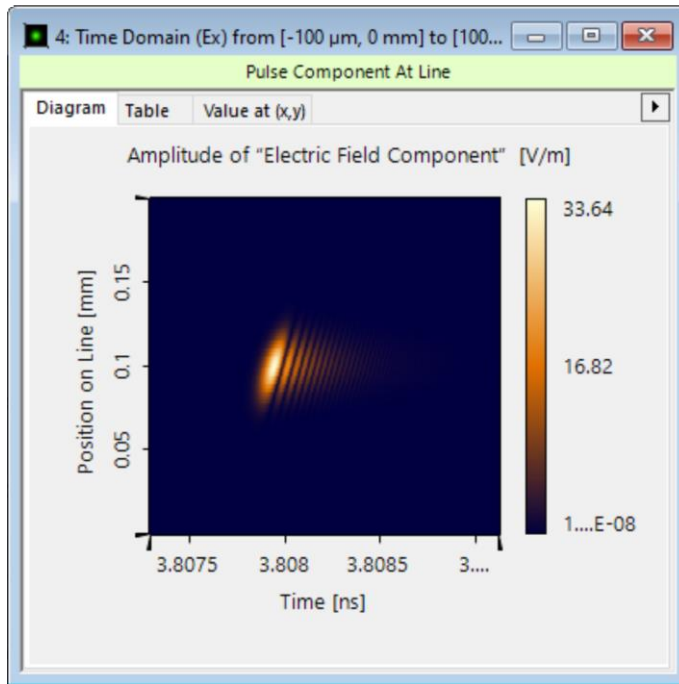 4: Time Domain (Ex) from [-100 µm, 0 mm] to [100...
Pulse Component At Line
Diagram Table Value at (x,y)
Amplitude of "Electric Field Component" [V/m]
33.64
16.82
1....E-08
Position on Line [mm]
0.15
0.1
0.05
3.8075 3.808 3.8085 3....
Time [ns]